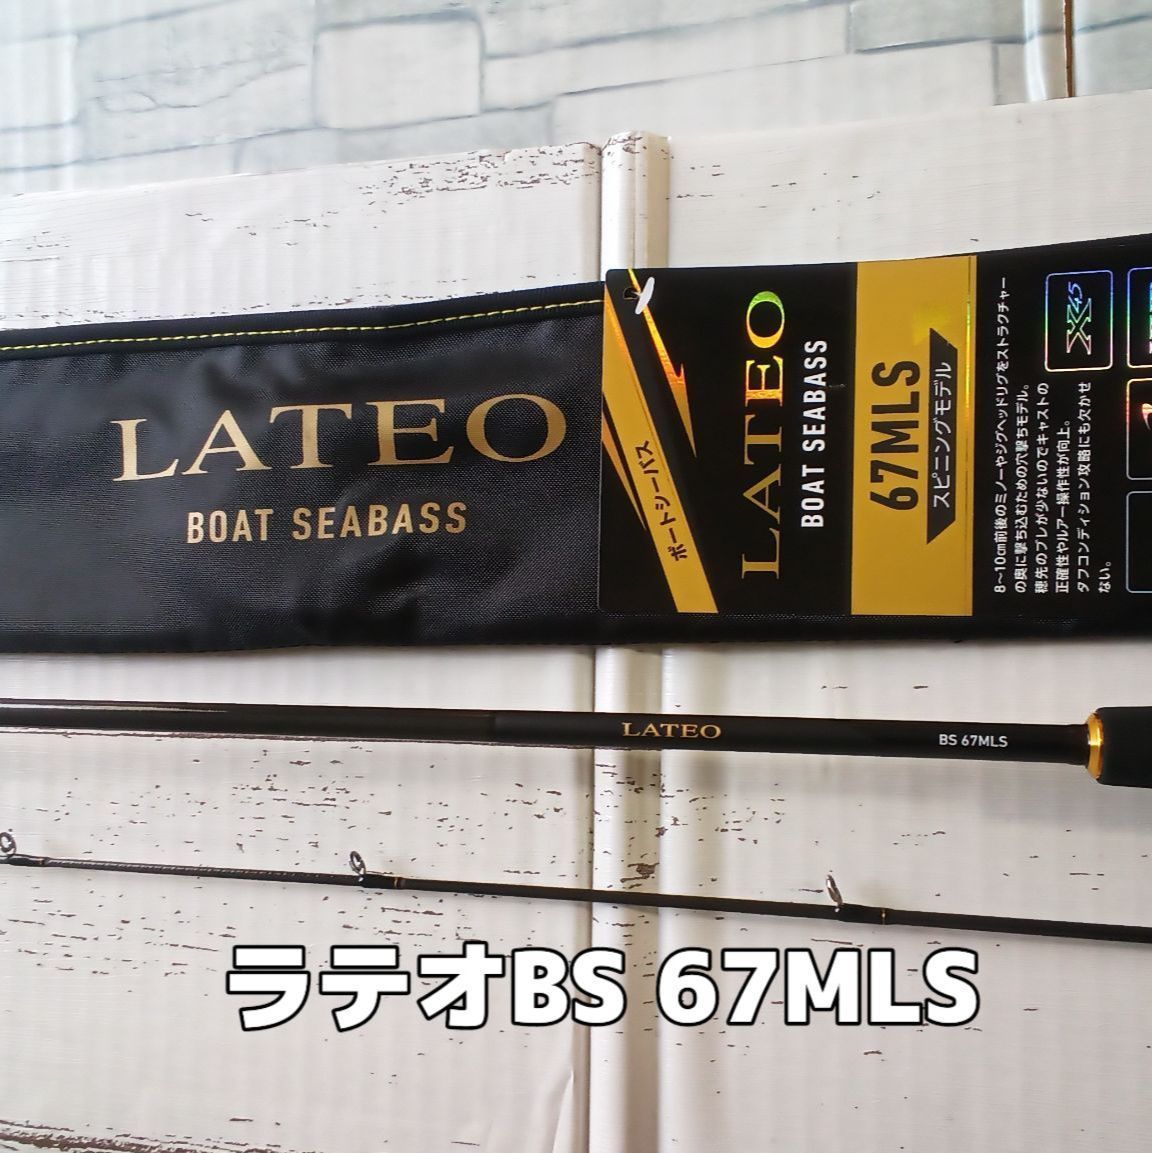 LATEO
BOAT SEABASS
ボートシーバス
LATEO
BOAT SEABASS
67MLS
スピニングモデル
8～10cm前後のミノーやジグヘッドリグをストラクチャー
の奥に撃ち込むための穴撃ちモデル。
穂先のブレが少ないのでキャストの
正確性やルアー操作性が向上。
タフコンディション攻略にも欠かせ
ない。
X45
LATEO
BS 67MLS
ラテオBS 67MLS